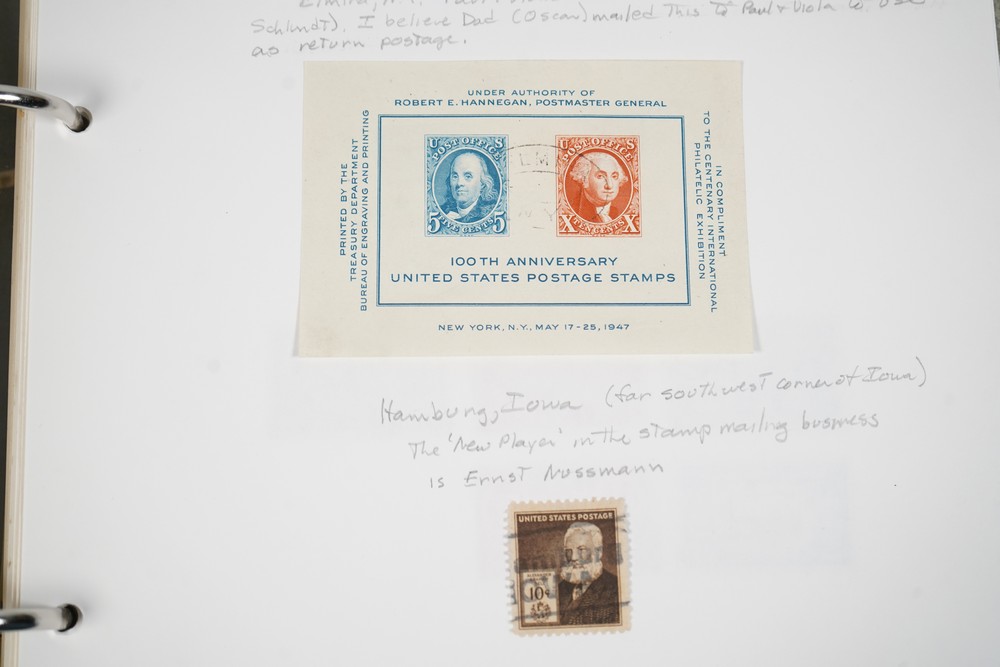 Elmira, N.Y.
Schlindt). I believe Dad (Oscar) mailed This To Paul & Viola to use
as return postage.
UNDER AUTHORITY OF
ROBERT E. HANNEGAN, POSTMASTER GENERAL
PRINTED BY THE
TREASURY DEPARTMENT
BUREAU OF ENGRAVING AND PRINTING
IN COMPLIMENT
TO THE CENTENARY INTERNATIONAL
PHILATELIC EXHIBITION
U S
POST OFFICE
5 5
FIVE CENTS
U S
POST OFFICE
X X
TEN CENTS
100TH ANNIVERSARY
UNITED STATES POSTAGE STAMPS
NEW YORK, N.Y., MAY 17-25, 1947
Hamburg, Iowa (far southwest corner of Iowa)
The 'New Player' in the stamp mailing business
is Ernst Nussmann
UNITED STATES POSTAGE
10¢